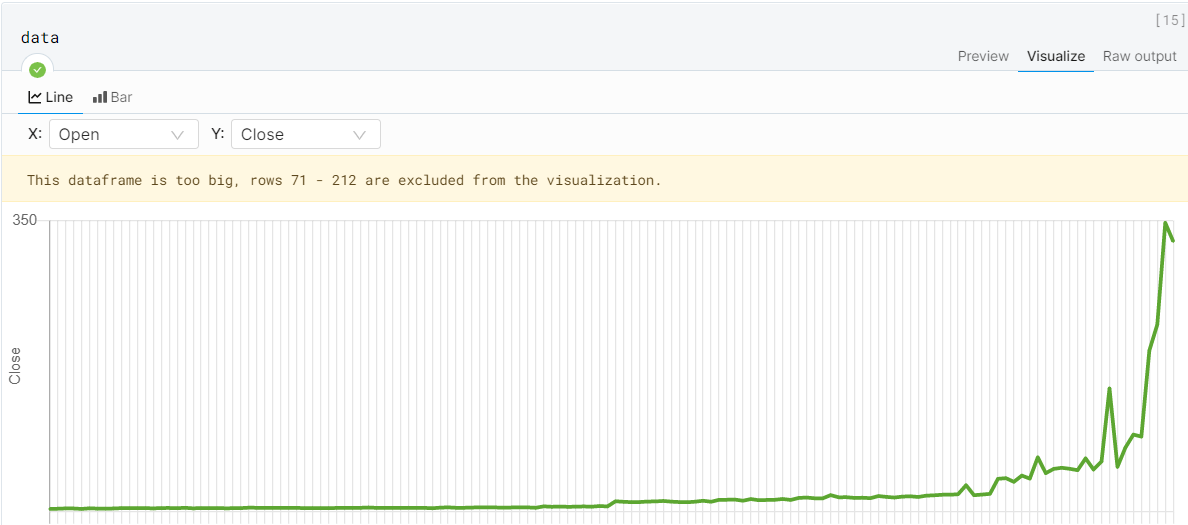 [15]
data
Preview Visualize Raw output
Line Bar
X: Open Y: Close
This dataframe is too big, rows 71 - 212 are excluded from the visualization.
350
Close